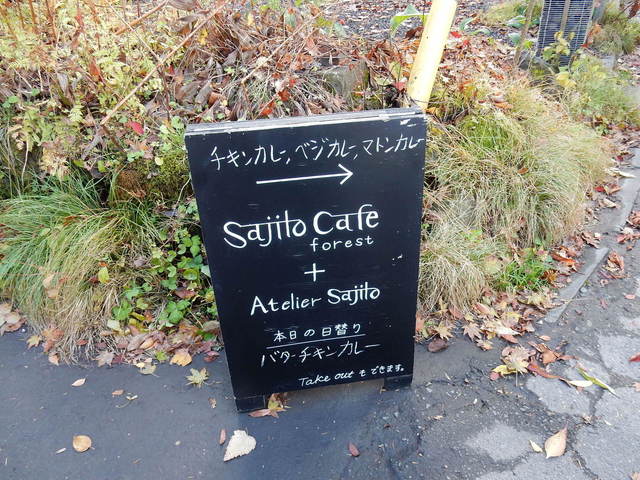 チキンカレー, ベジカレー, マトンカレー
→
Sajilo Cafe
forest
+
Atelier Sajilo
本日の日替り
バターチキンカレー
Take out もできます。